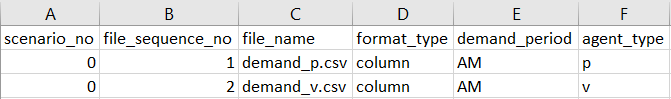 A B C D E F
scenario_no file_sequence_no file_name format_type demand_period agent_type
0 1 demand_p.csv column AM p
0 2 demand_v.csv column AM v